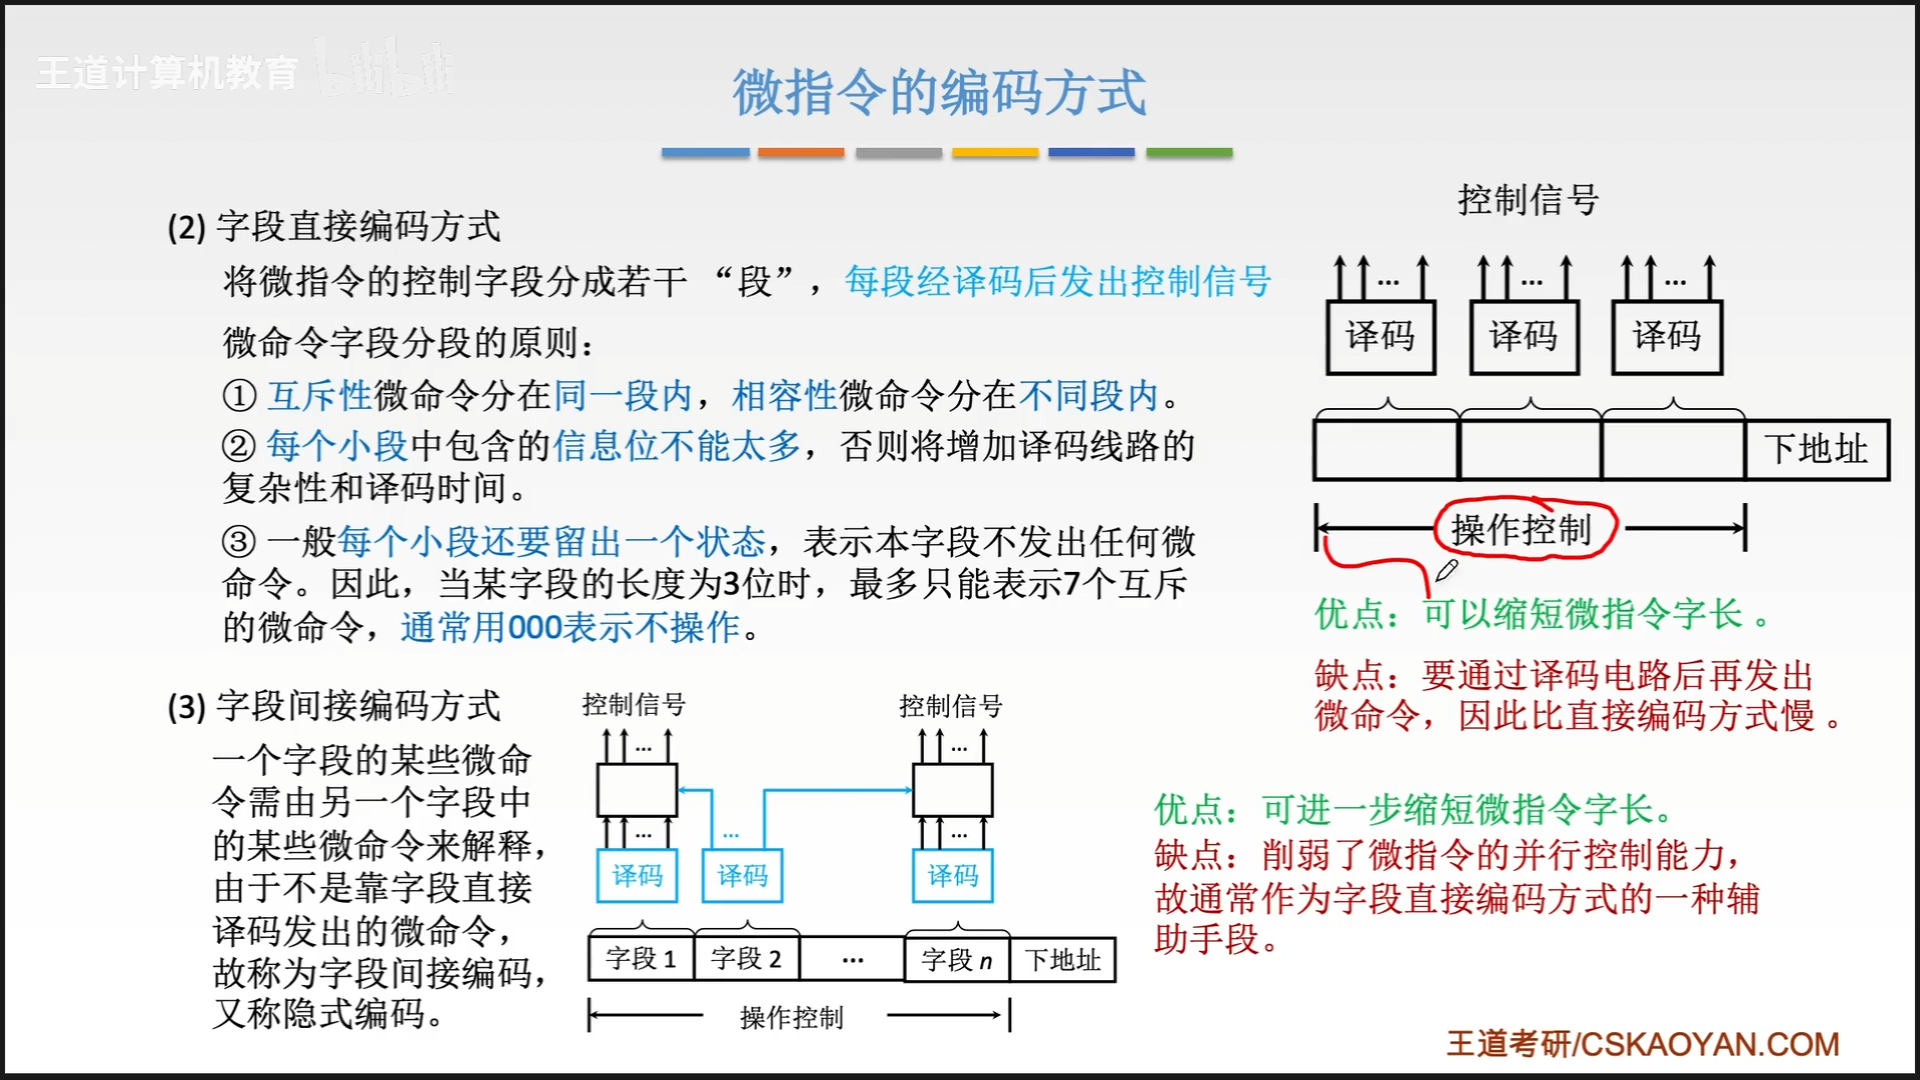 王道计算机教育 bilibili
微指令的编码方式
(2) 字段直接编码方式
将微指令的控制字段分成若干 “段”，每段经译码后发出控制信号
微命令字段分段的原则：
① 互斥性微命令分在同一段内，相容性微命令分在不同段内。
② 每个小段中包含的信息位不能太多，否则将增加译码线路的
复杂性和译码时间。
③ 一般每个小段还要留出一个状态，表示本字段不发出任何微
命令。因此，当某字段的长度为3位时，最多只能表示7个互斥
的微命令，通常用000表示不操作。
控制信号
... ... ...
译码 译码 译码
下地址
操作控制
优点：可以缩短微指令字长 。
缺点：要通过译码电路后再发出
微命令，因此比直接编码方式慢 。
(3) 字段间接编码方式
一个字段的某些微命
令需由另一个字段中
的某些微命令来解释，
由于不是靠字段直接
译码发出的微命令，
故称为字段间接编码，
又称隐式编码。
控制信号 控制信号
... ...
... ... ...
译码 译码 译码
字段 1 字段 2 ... 字段 n 下地址
操作控制
优点：可进一步缩短微指令字长。
缺点：削弱了微指令的并行控制能力，
故通常作为字段直接编码方式的一种辅
助手段。
王道考研/CSKAOYAN.COM